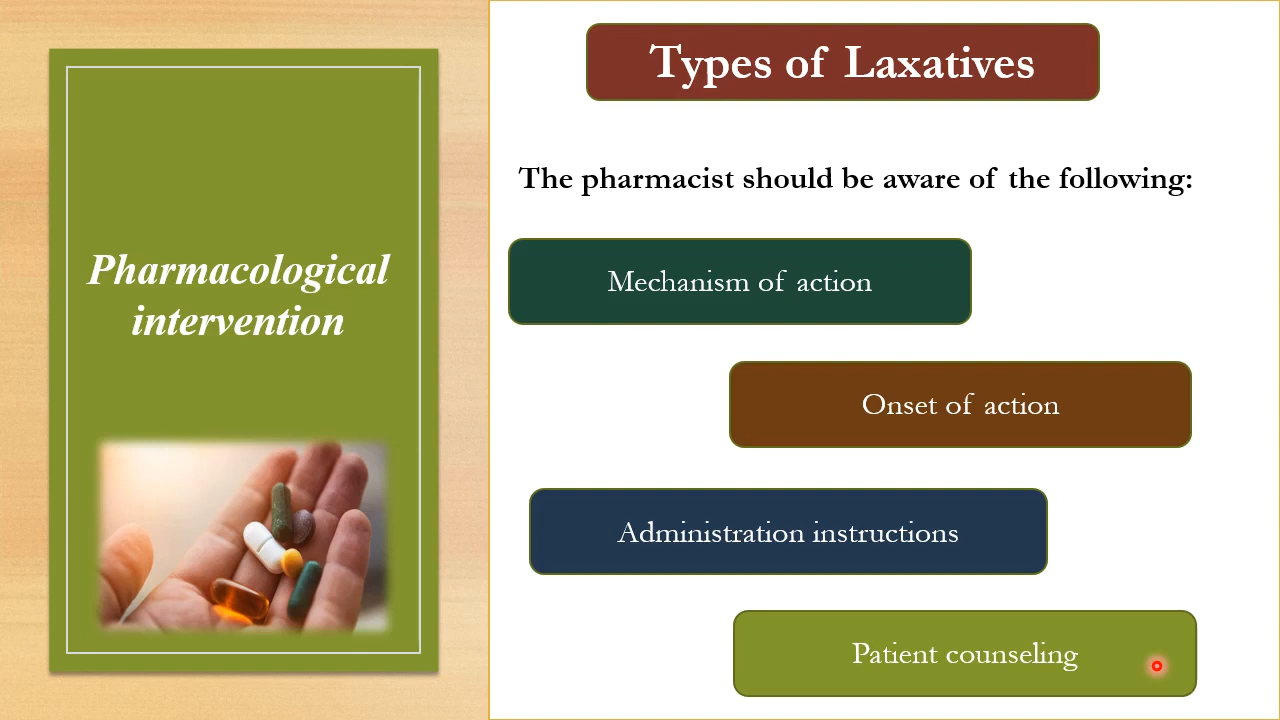 Pharmacological
intervention
Types of Laxatives
The pharmacist should be aware of the following:
Mechanism of action
Onset of action
Administration instructions
Patient counseling